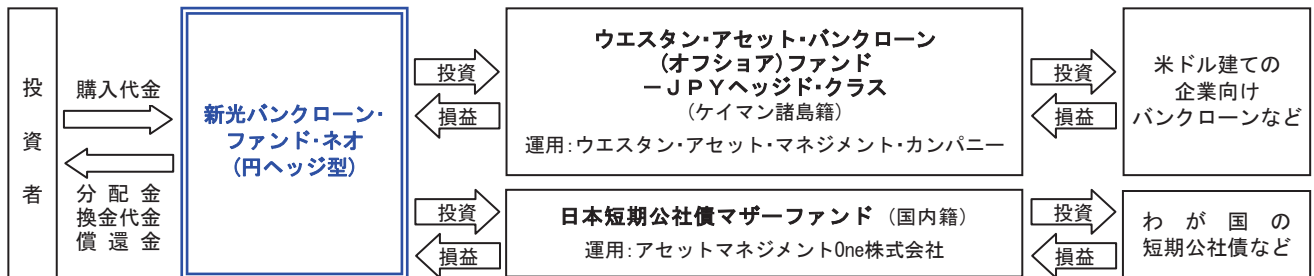 投資者
購入代金
分配金
換金代金
償還金
新光バンクローン・
ファンド・ネオ
(円ヘッジ型)
投資
損益
ウエスタン・アセット・バンクローン
(オフショア)ファンド
－ＪＰＹヘッジド・クラス
(ケイマン諸島籍)
運用:ウエスタン・アセット・マネジメント・カンパニー
投資
損益
米ドル建ての
企業向け
バンクローンなど
投資
損益
日本短期公社債マザーファンド (国内籍)
運用:アセットマネジメントOne株式会社
投資
損益
わが国の
短期公社債など